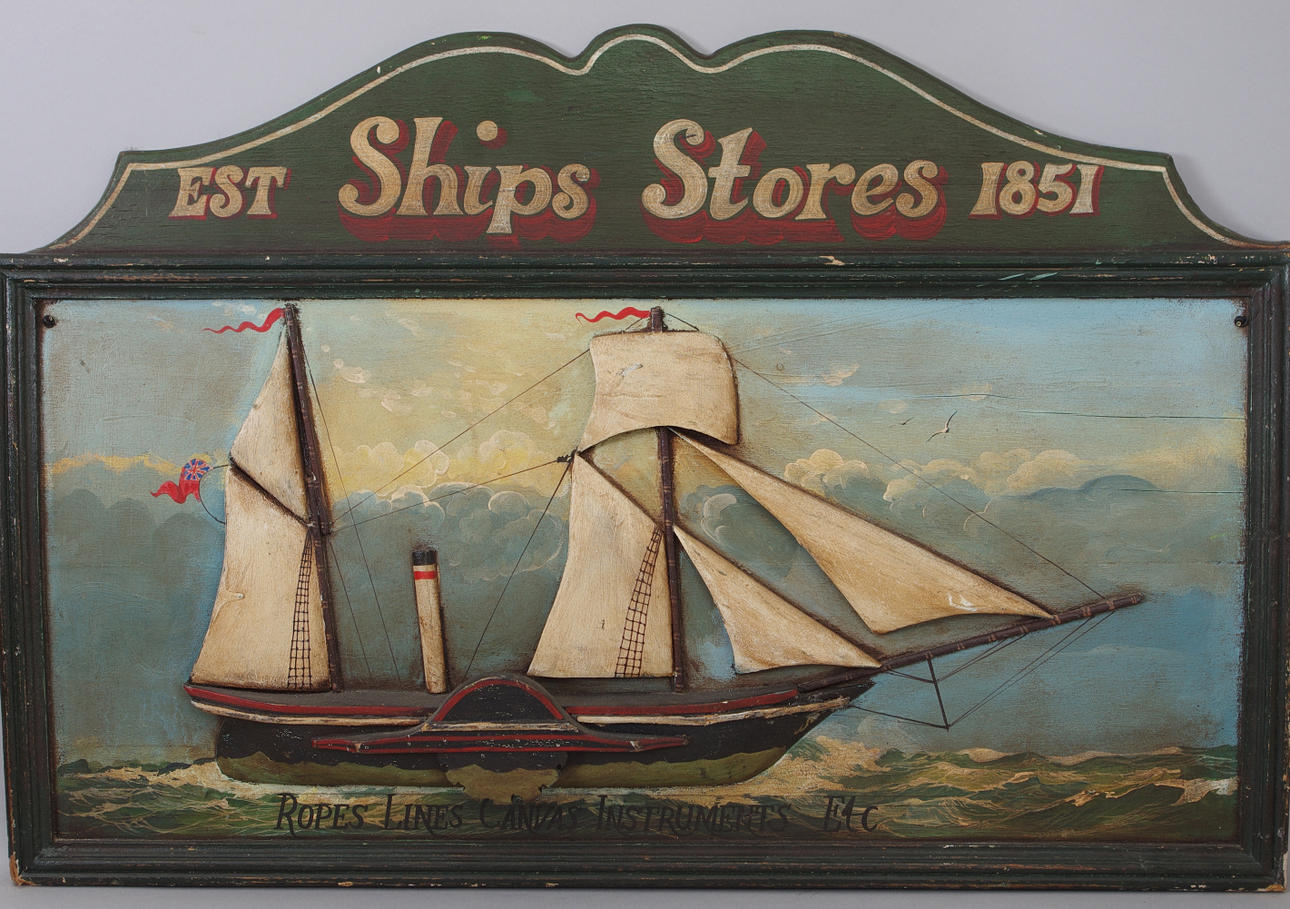 EST Ships Stores 1851
ROPES LINES CANVAS INSTRUMENTS Etc